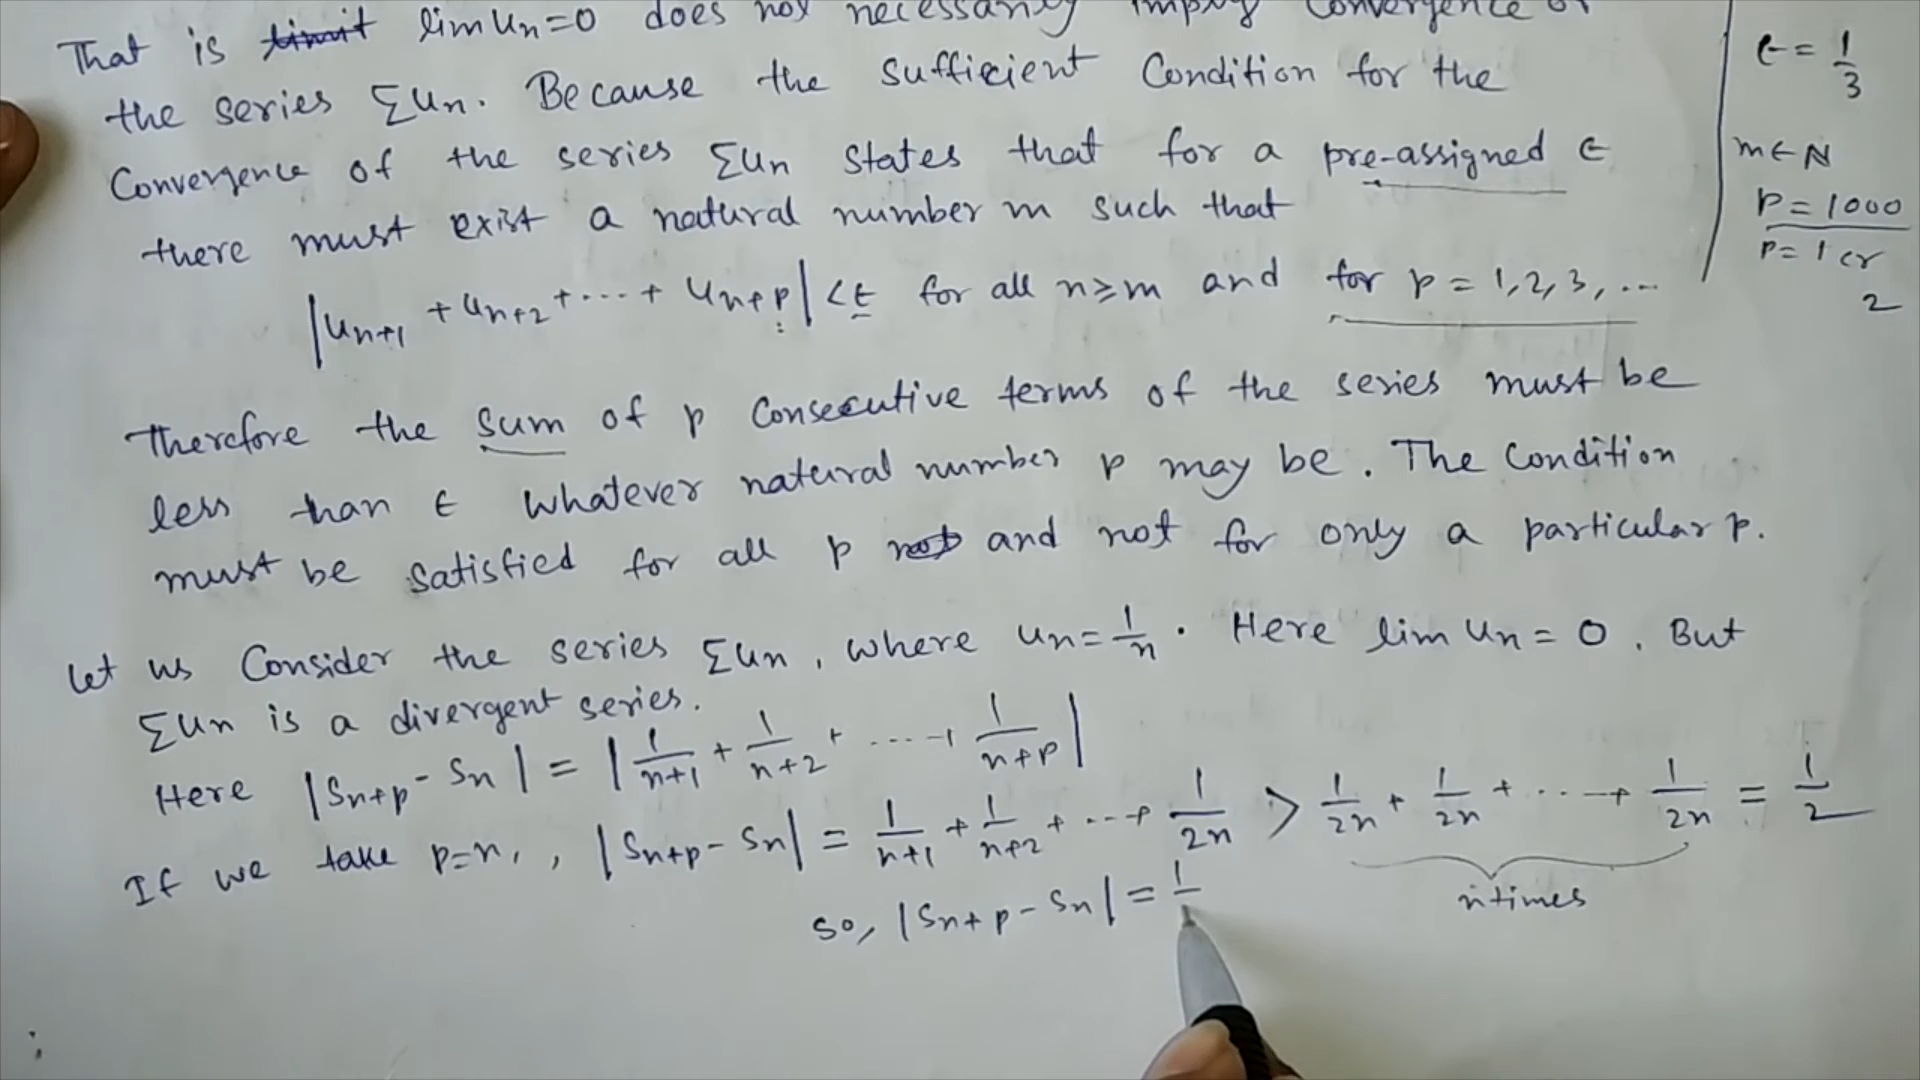 That is limit lim un=0 does not necessarily imply Convergence of
the series Σun. Because the sufficient Condition for the
Convergence of the series Σun states that for a pre-assigned ϵ
there must exist a natural number m such that
|un+1 + un+2 + ... + un+p| < ϵ for all n≥m and for p = 1,2,3, ...
Therefore the sum of p Consecutive terms of the series must be
less than ϵ whatever natural number p may be. The Condition
must be satisfied for all p not and not for only a particular p.
Let us Consider the series Σun, where un = 1/n. Here lim un = 0. But
Σun is a divergent series.
Here |Sn+p - Sn| = |1/n+1 + 1/n+2 + .... + 1/n+p|
If we take p=n, , |Sn+p - Sn| = 1/n+1 + 1/n+2 + ... + 1/2n > 1/2n + 1/2n + ... + 1/2n = 1/2
n times
So, |Sn+p - Sn| = 1
ϵ = 1/3
m ϵ N
p = 1000
p = 1 cr
2